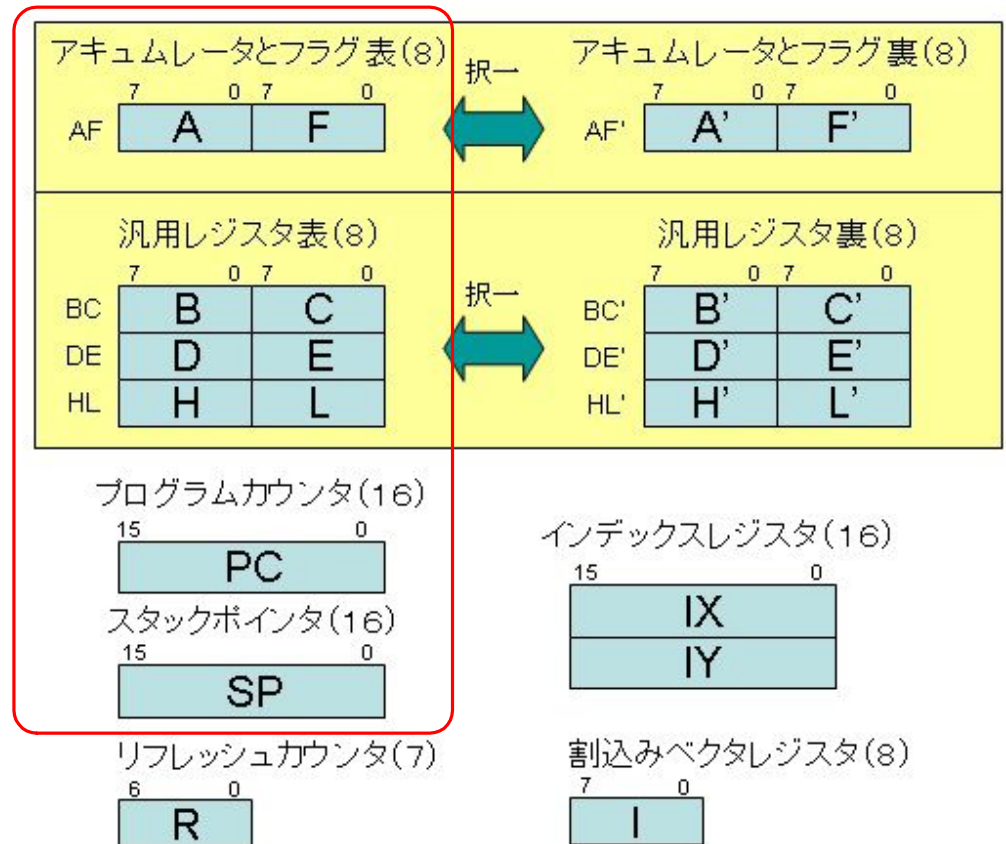 アキュムレータとフラグ表(8)
択一
アキュムレータとフラグ裏(8)
7 0 7 0
7 0 7 0
AF A F
AF' A’ F’
汎用レジスタ表(8)
択一
汎用レジスタ裏(8)
7 0 7 0
7 0 7 0
BC B C
BC' B’ C’
DE D E
DE' D’ E’
HL H L
HL' H’ L’
プログラムカウンタ(16)
15 0
PC
スタックポインタ(16)
15 0
SP
インデックスレジスタ(16)
15 0
IX
IY
リフレッシュカウンタ(7)
6 0
R
割込みベクタレジスタ(8)
7 0
I